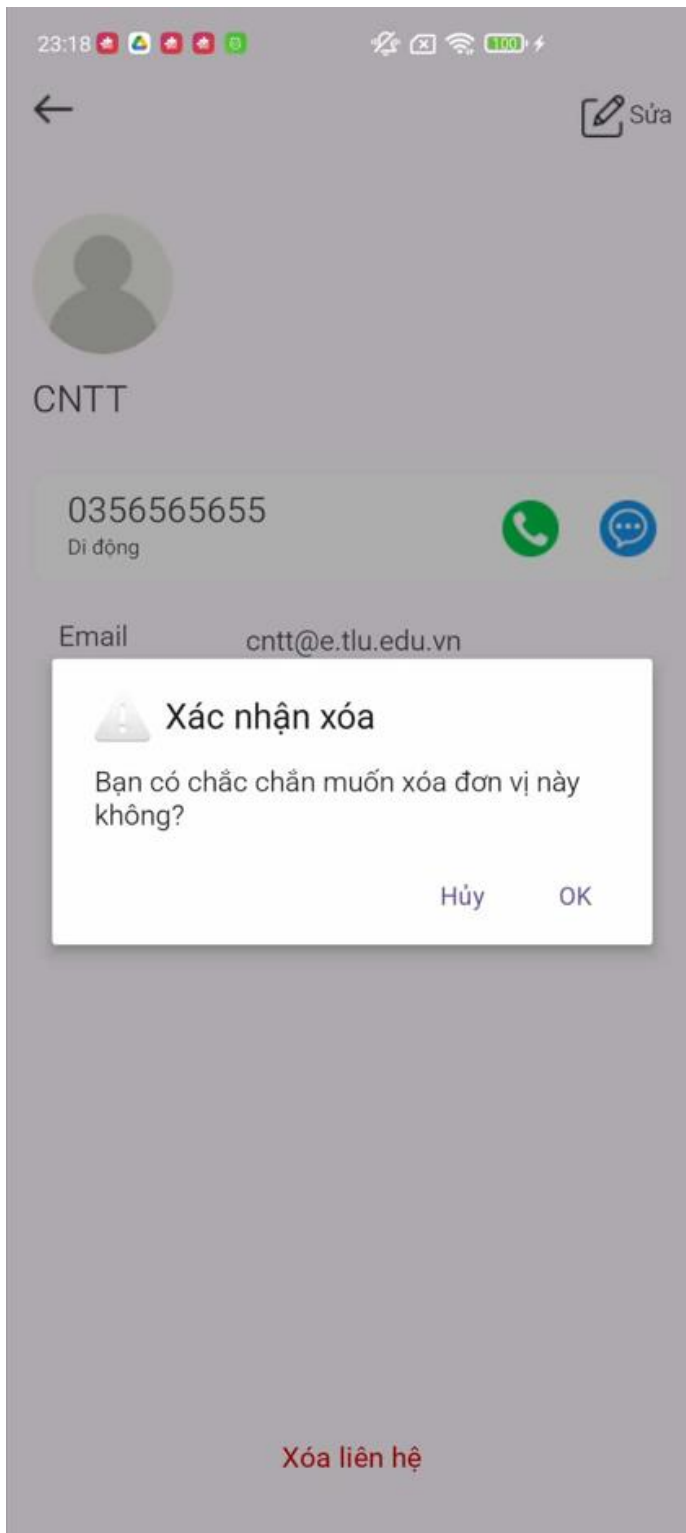 23:18
100
Sửa
CNTT
0356565655
Di động
Email cntt@e.tlu.edu.vn
Xác nhận xóa
Bạn có chắc chắn muốn xóa đơn vị này
không?
Hủy OK
Xóa liên hệ